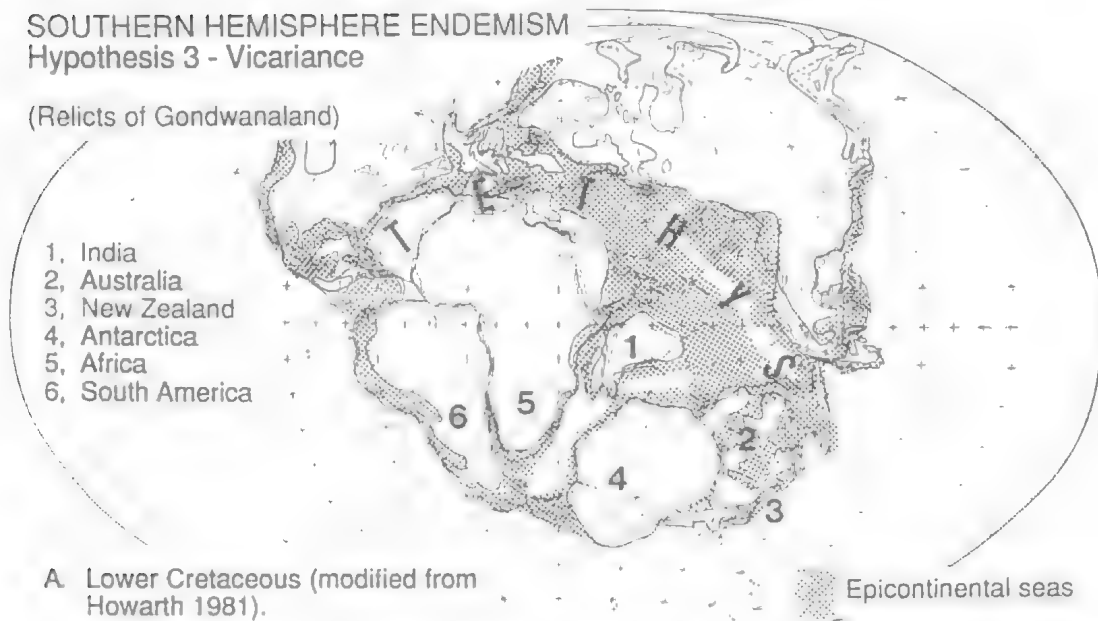 SOUTHERN HEMISPHERE ENDEMISM
Hypothesis 3 - Vicariance
(Relicts of Gondwanaland)
T E T H Y S
1, India
2, Australia
3, New Zealand
4, Antarctica
5, Africa
6, South America
1
2
3
4
5
6
A. Lower Cretaceous (modified from
Howarth 1981).
Epicontinental seas